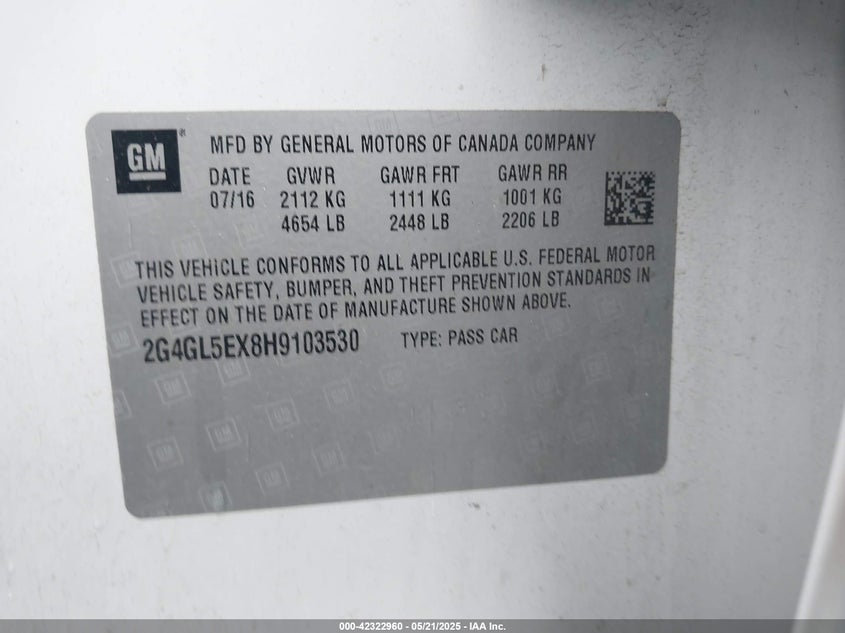 GM
MFD BY GENERAL MOTORS OF CANADA COMPANY
DATE GVWR GAWR FRT GAWR RR
07/16 2112 KG 1111 KG 1001 KG
4654 LB 2448 LB 2206 LB
THIS VEHICLE CONFORMS TO ALL APPLICABLE U.S. FEDERAL MOTOR
VEHICLE SAFETY, BUMPER, AND THEFT PREVENTION STANDARDS IN
EFFECT ON THE DATE OF MANUFACTURE SHOWN ABOVE.
2G4GL5EX8H9103530 TYPE: PASS CAR
000-42322960 - 05/21/2025 - IAA Inc.